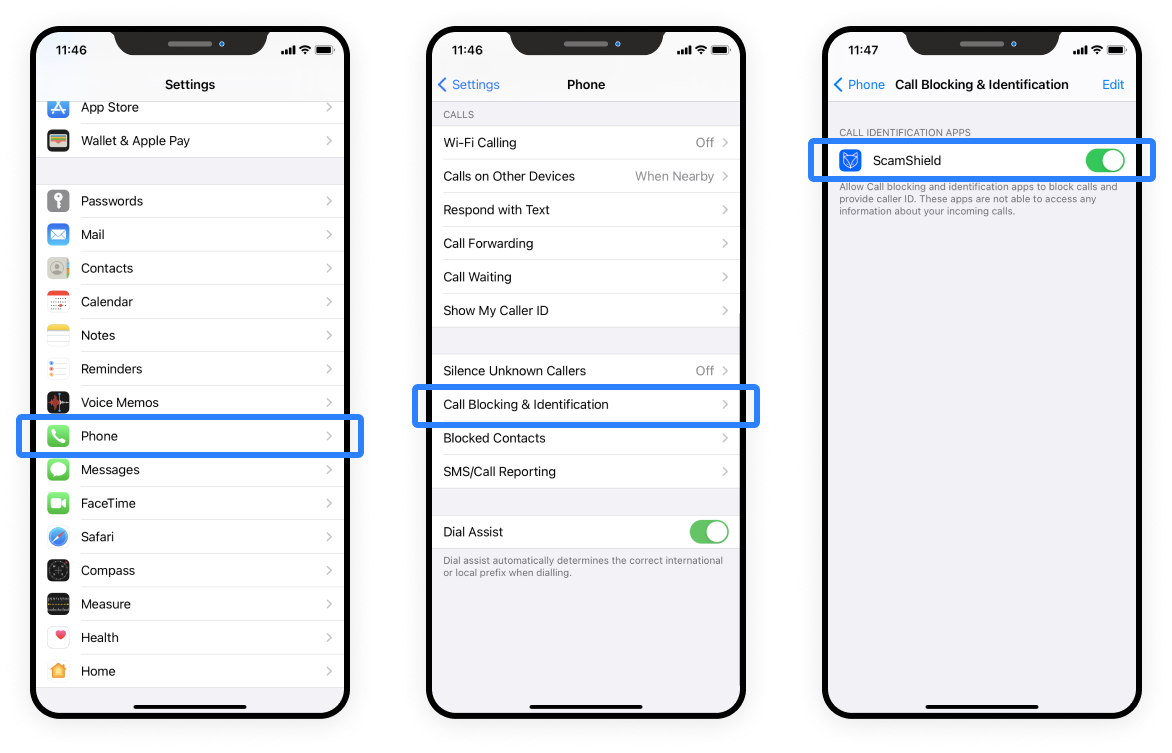 11:46
Settings
App Store
Wallet & Apple Pay
Passwords
Mail
Contacts
Calendar
Notes
Reminders
Voice Memos
Phone
Messages
FaceTime
Safari
Compass
Measure
Health
Home
11:46
Settings
Phone
CALLS
Wi-Fi Calling Off
Calls on Other Devices When Nearby
Respond with Text
Call Forwarding
Call Waiting
Show My Caller ID
Silence Unknown Callers Off
Call Blocking & Identification
Blocked Contacts
SMS/Call Reporting
Dial Assist
Dial assist automatically determines the correct international
or local prefix when dialling.
11:47
Phone Call Blocking & Identification Edit
CALL IDENTIFICATION APPS
ScamShield
Allow Call blocking and identification apps to block calls and
provide caller ID. These apps are not able to access any
information about your incoming calls.